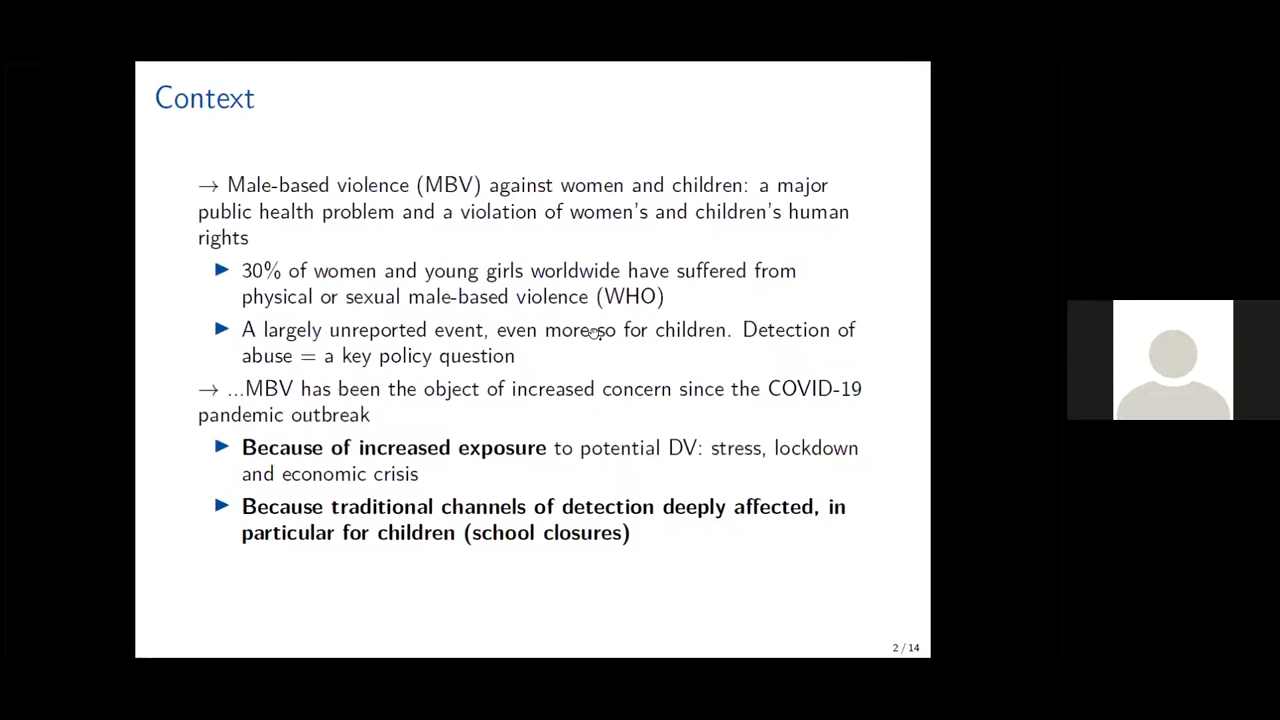 Context
→ Male-based violence (MBV) against women and children: a major
public health problem and a violation of women's and children's human
rights
▶ 30% of women and young girls worldwide have suffered from
physical or sexual male-based violence (WHO)
▶ A largely unreported event, even more so for children. Detection of
abuse = a key policy question
→ ...MBV has been the object of increased concern since the COVID-19
pandemic outbreak
▶ Because of increased exposure to potential DV: stress, lockdown
and economic crisis
▶ Because traditional channels of detection deeply affected, in
particular for children (school closures)
2 / 14